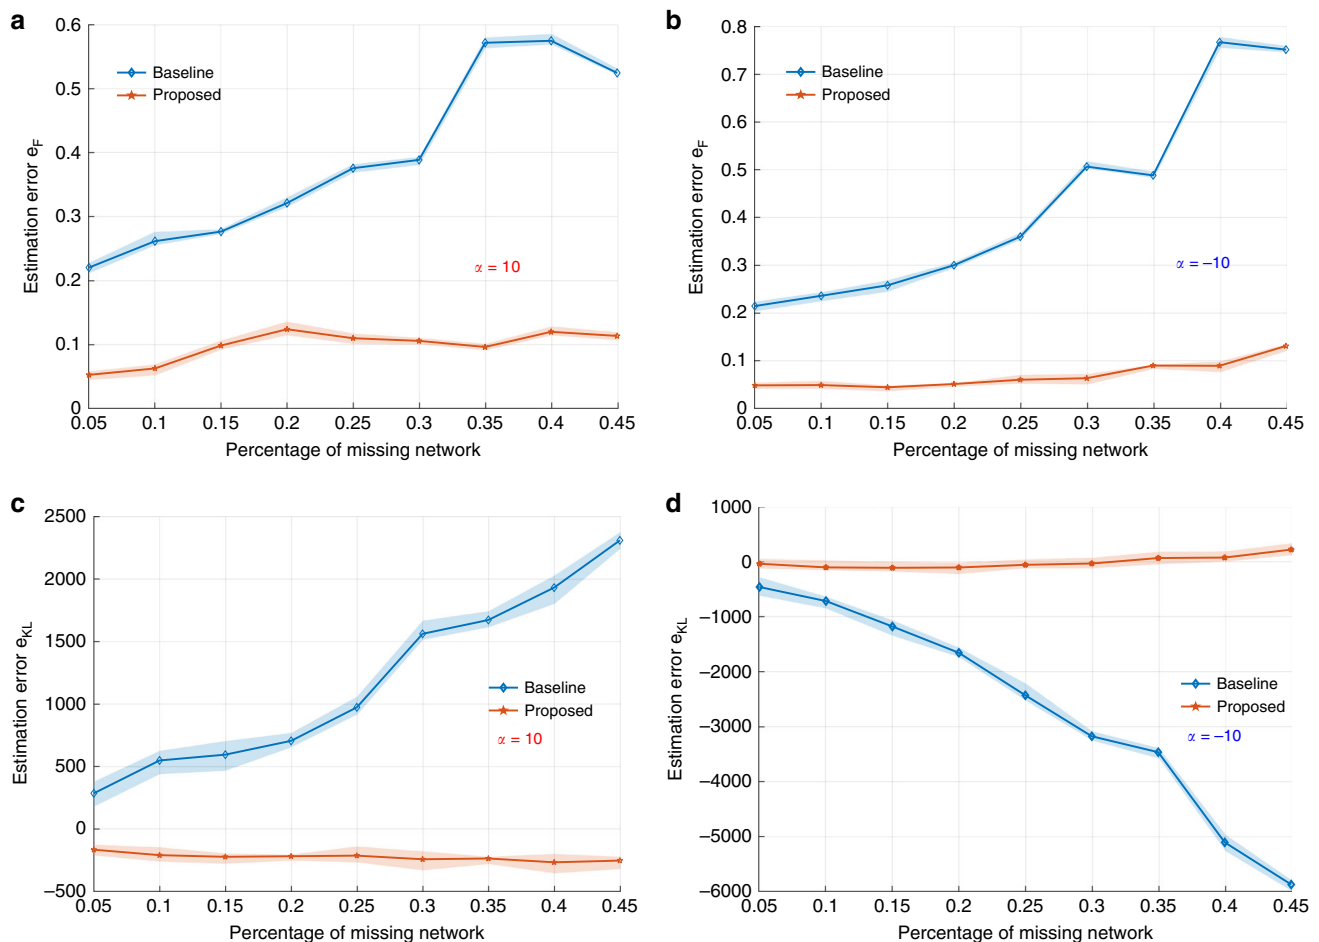 a
0.6
0.5
0.4
0.3
0.2
0.1
0
Estimation error eF
Baseline
Proposed
α = 10
0.05 0.1 0.15 0.2 0.25 0.3 0.35 0.4 0.45
Percentage of missing network
b
0.8
0.7
0.6
0.5
0.4
0.3
0.2
0.1
0
Estimation error eF
Baseline
Proposed
α = –10
0.05 0.1 0.15 0.2 0.25 0.3 0.35 0.4 0.45
Percentage of missing network
c
2500
2000
1500
1000
500
0
–500
Estimation error eKL
Baseline
Proposed
α = 10
0.05 0.1 0.15 0.2 0.25 0.3 0.35 0.4 0.45
Percentage of missing network
d
1000
0
–1000
–2000
–3000
–4000
–5000
–6000
Estimation error eKL
Baseline
Proposed
α = –10
0.05 0.1 0.15 0.2 0.25 0.3 0.35 0.4 0.45
Percentage of missing network